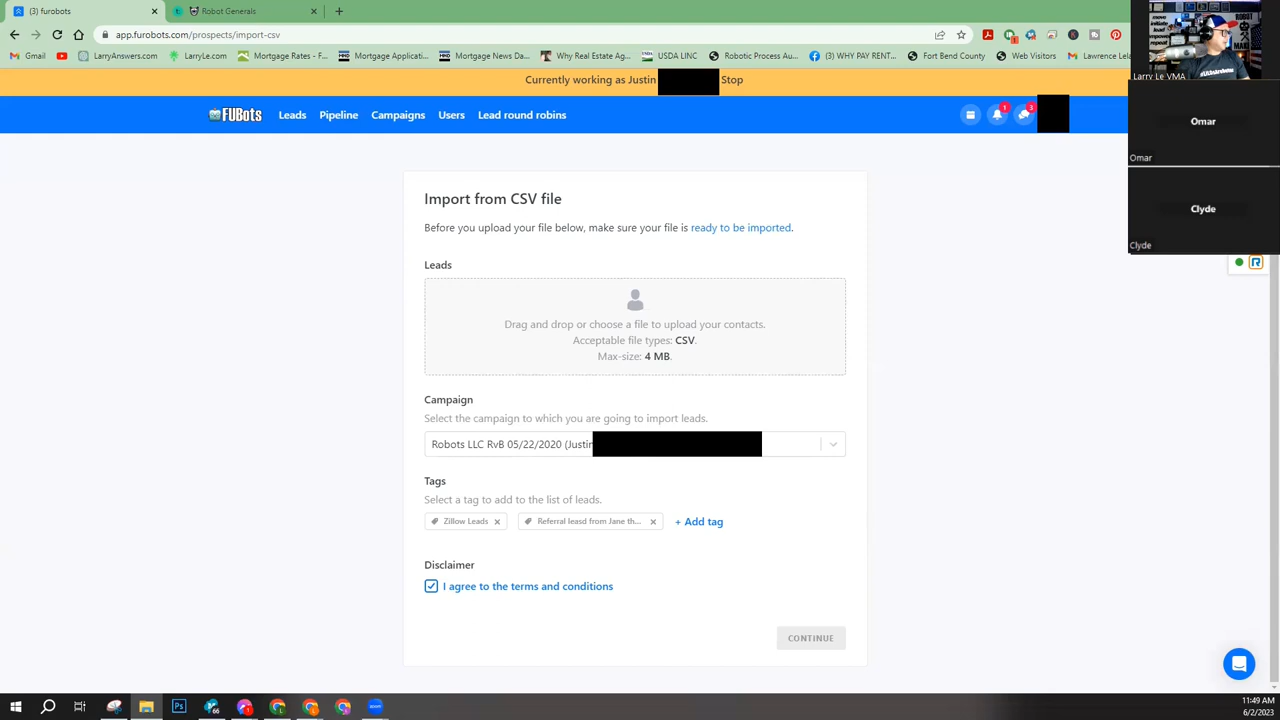 (3) furobots
Robot Generals
app.furobots.com/prospects/import-csv
Gmail
LarryAnswers.com
LarryLe.com
Mortgage Rates - F...
Mortgage Applicati...
Mortgage News Da...
Why Real Estate Ag...
USDA LINC
Robotic Process Au...
(3) WHY PAY RENT...
Fort Bend County
Web Visitors
Lawrence Lela
Larry Le VMA
Currently working as Justin
Stop
FUBots
Leads
Pipeline
Campaigns
Users
Lead round robins
1
3
Omar
Omar
Clyde
Clyde
Import from CSV file
Before you upload your file below, make sure your file is ready to be imported.
Leads
Drag and drop or choose a file to upload your contacts.
Acceptable file types: CSV.
Max-size: 4 MB.
Campaign
Select the campaign to which you are going to import leads.
Robots LLC RvB 05/22/2020 (Justin
Tags
Select a tag to add to the list of leads.
Zillow Leads
Referral leasd from Jane th...
+ Add tag
Disclaimer
I agree to the terms and conditions
CONTINUE
11:49 AM
6/2/2023